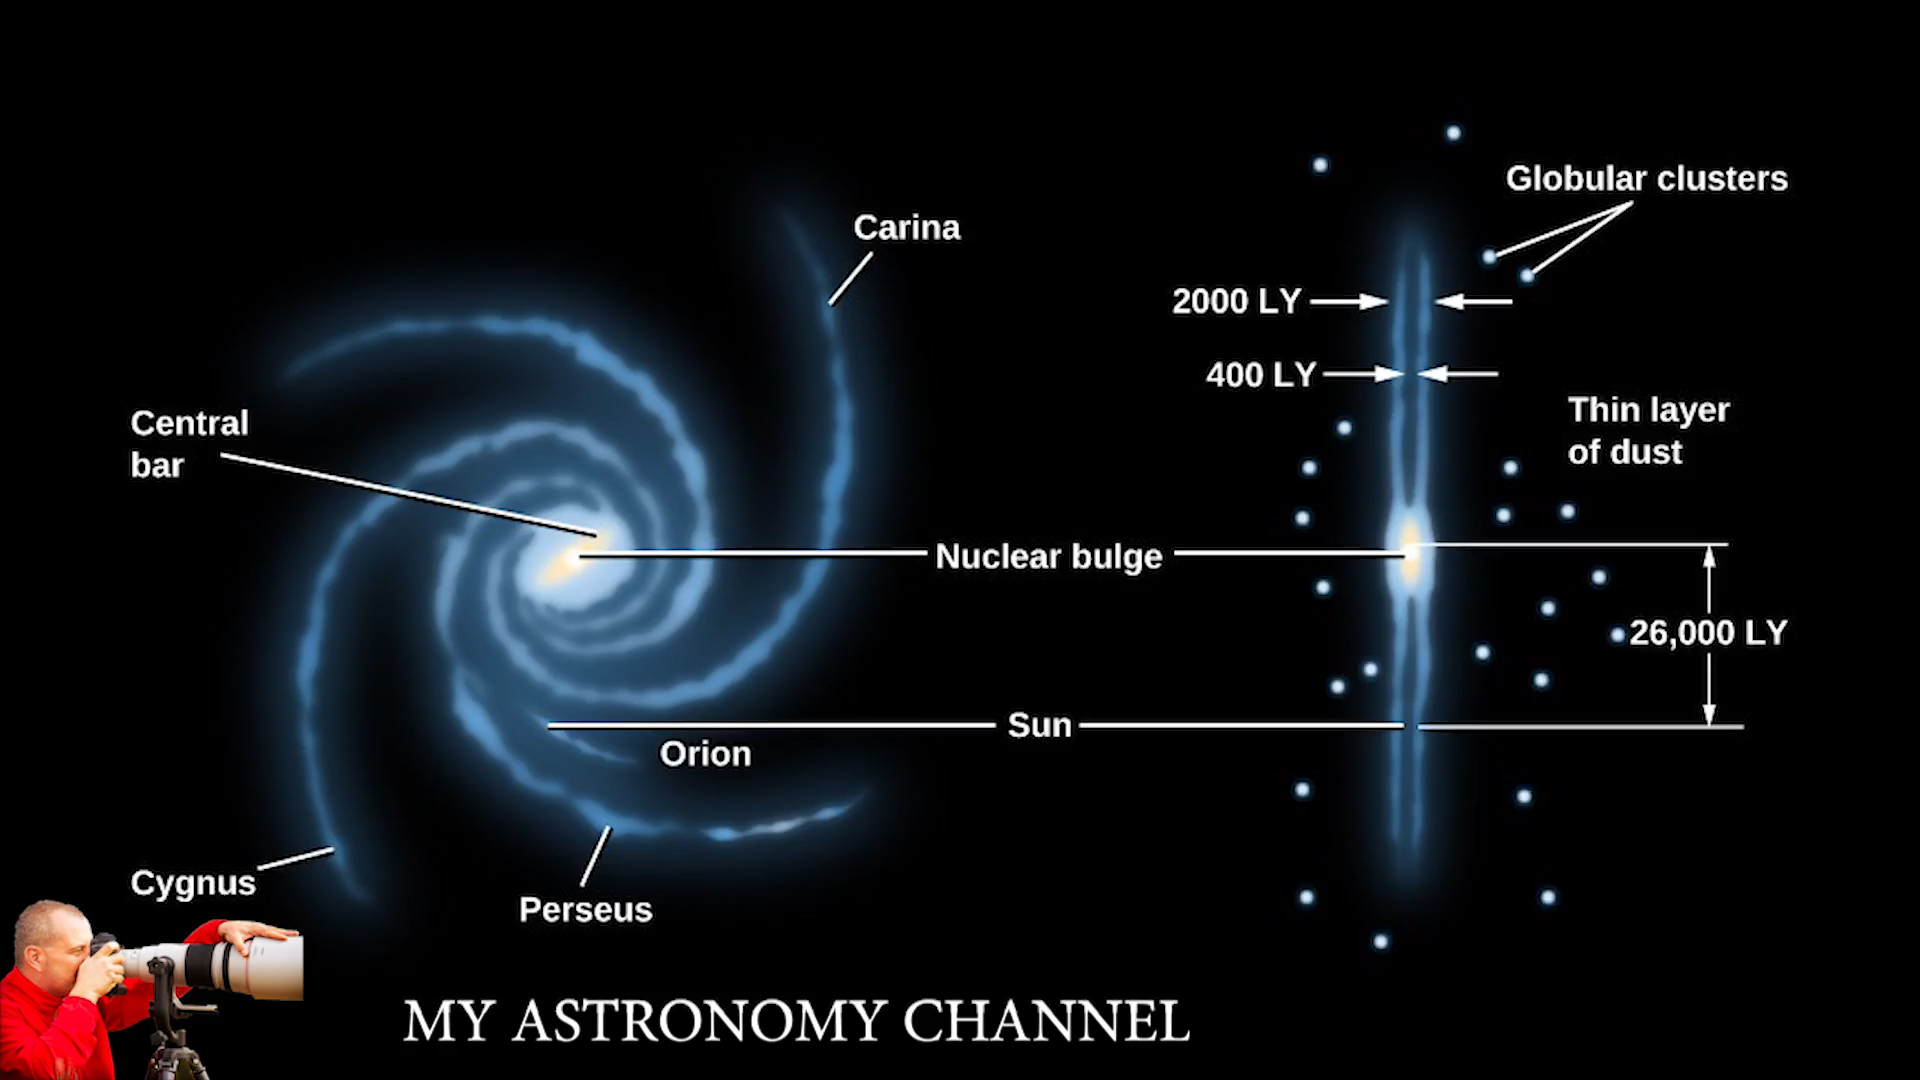 Globular clusters
Carina
2000 LY
400 LY
Central
bar
Thin layer
of dust
Nuclear bulge
26,000 LY
Sun
Orion
Cygnus
Perseus
MY ASTRONOMY CHANNEL